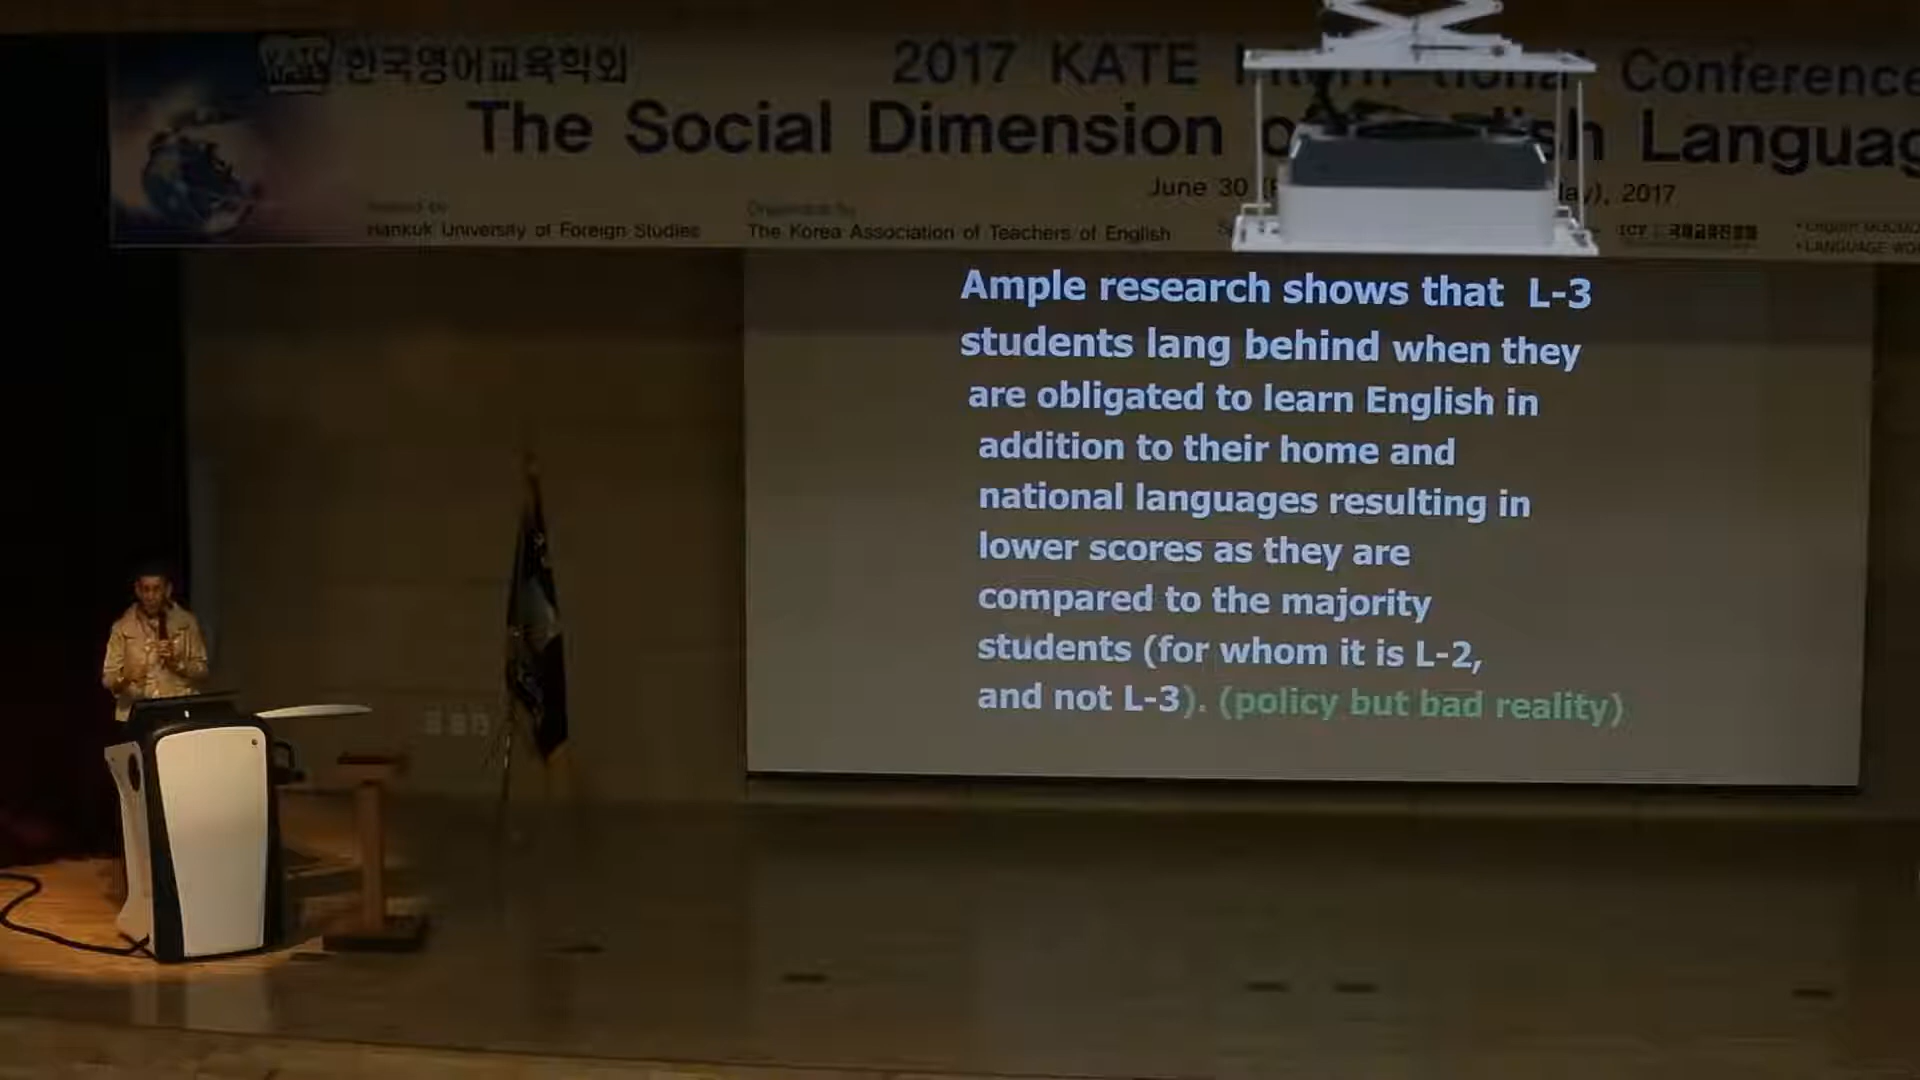 KATE 한국영어교육학회
2017 KATE Conference
The Social Dimension Languag
June 30 2017
Hankuk University of Foreign Studies
Organized by
The Korea Association of Teachers of English
Ample research shows that L-3
students lang behind when they
are obligated to learn English in
addition to their home and
national languages resulting in
lower scores as they are
compared to the majority
students (for whom it is L-2,
and not L-3). (policy but bad reality)